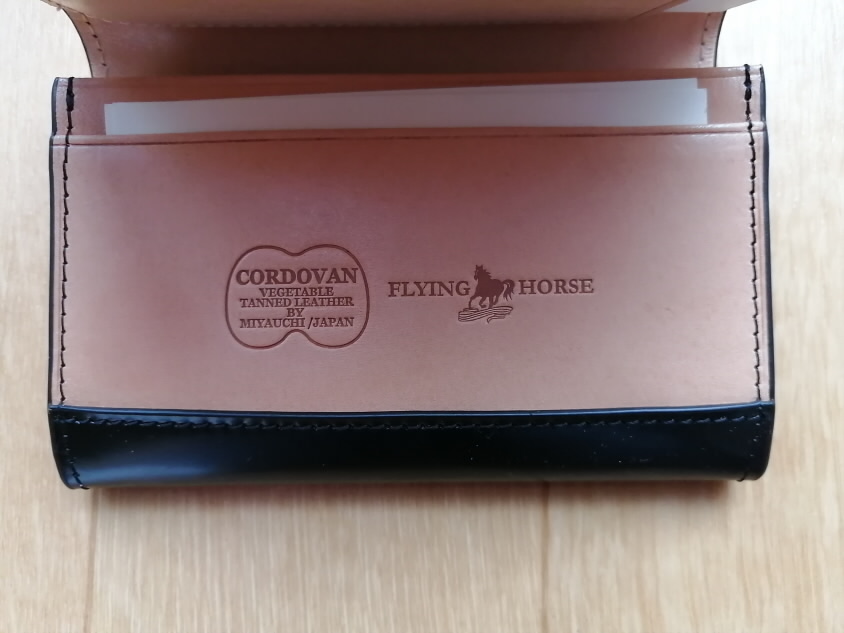 CORDOVAN
VEGETABLE
TANNED LEATHER
BY
MIYAUCHI /JAPAN
FLYING HORSE